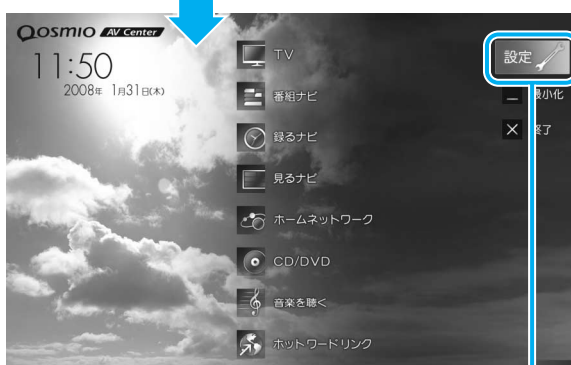 Qosmio AV Center
11:50
2008年 1月31日(木)
TV
番組ナビ
録るナビ
見るナビ
ホームネットワーク
CD/DVD
音楽を聴く
ホットワードリンク
設定
最小化
終了